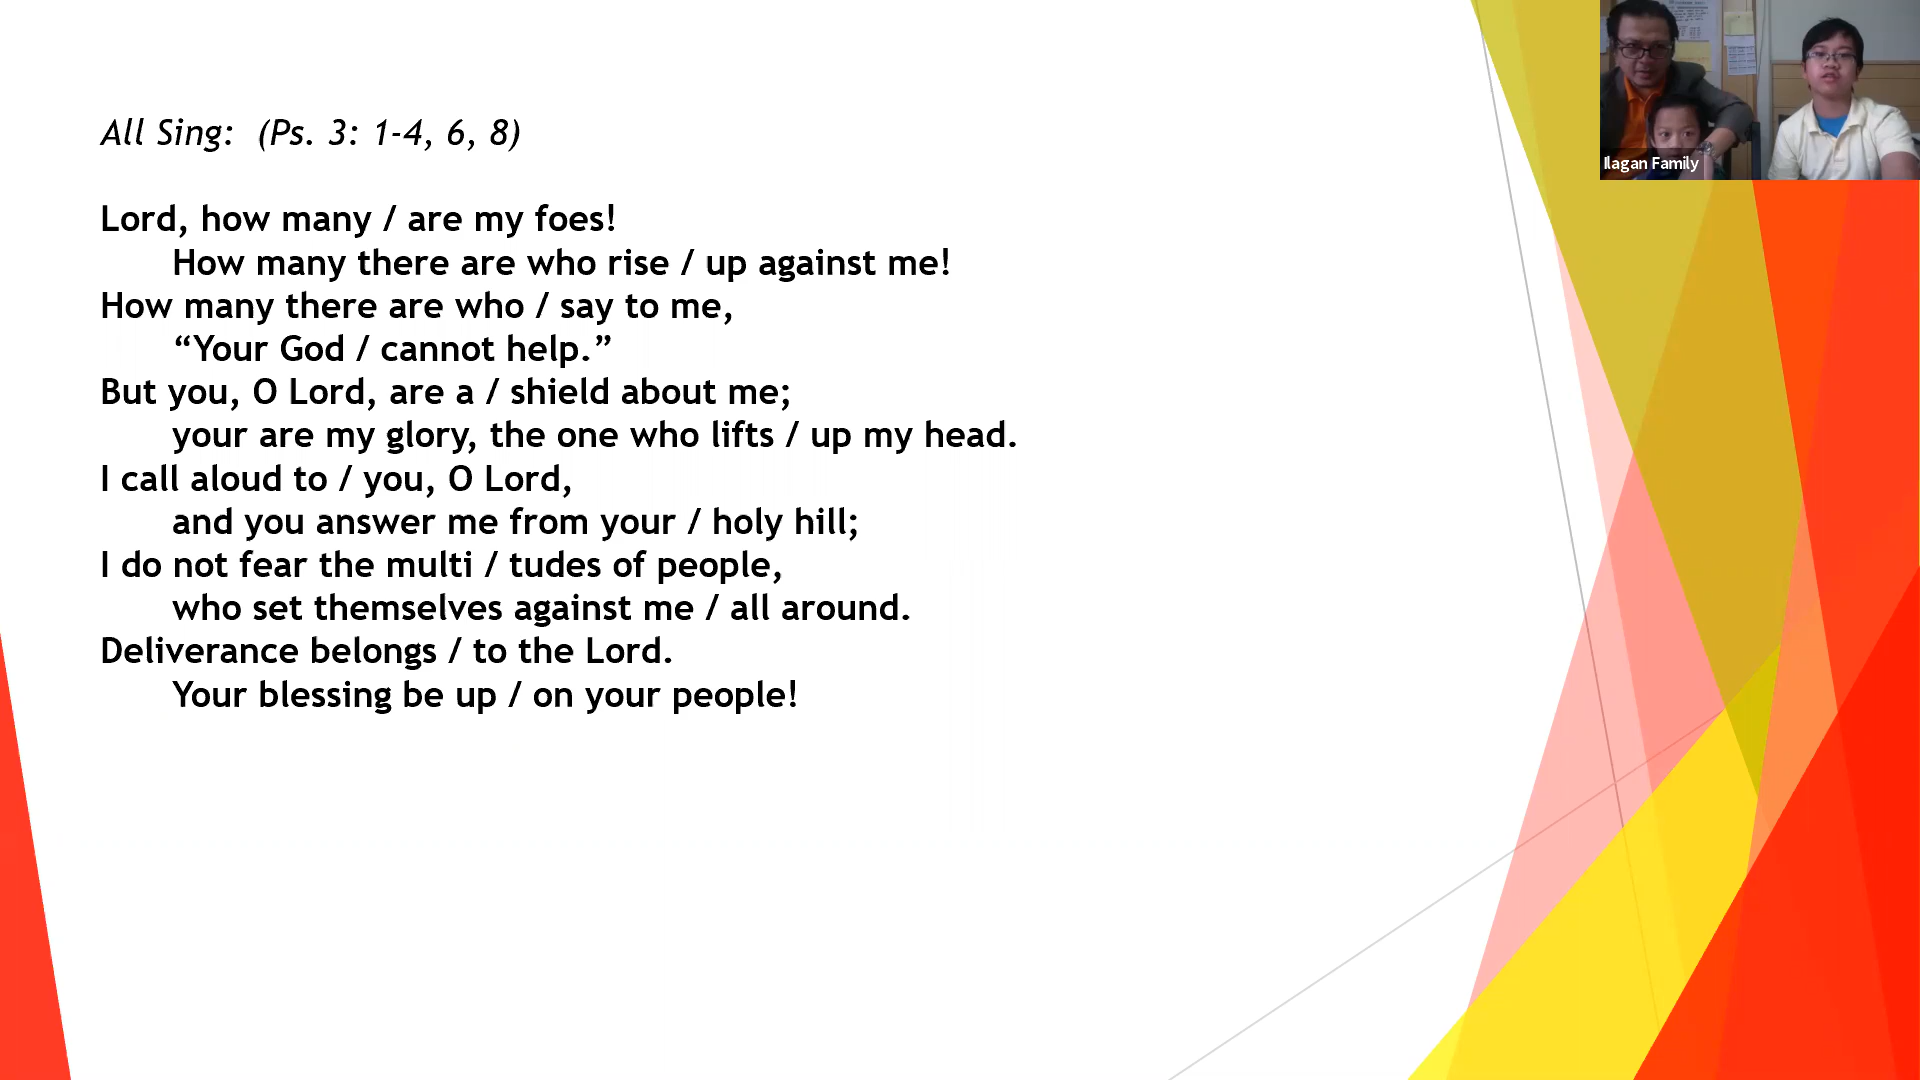 All Sing:  (Ps. 3: 1-4, 6, 8)
Lord, how many / are my foes!
How many there are who rise / up against me!
How many there are who / say to me,
“Your God / cannot help.”
But you, O Lord, are a / shield about me;
your are my glory, the one who lifts / up my head.
I call aloud to / you, O Lord,
and you answer me from your / holy hill;
I do not fear the multi / tudes of people,
who set themselves against me / all around.
Deliverance belongs / to the Lord.
Your blessing be up / on your people!
Ilagan Family